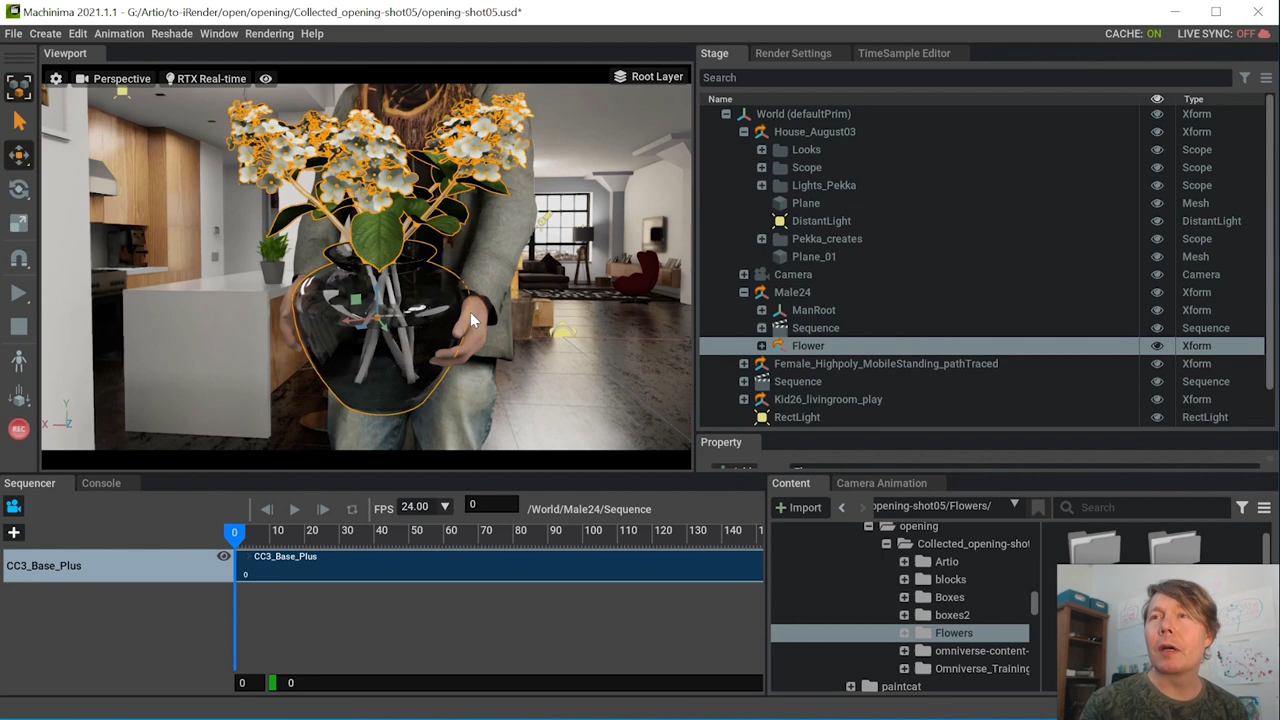 Machinima 2021.1.1 - G:/Artio/to-iRender/open/opening/Collected_opening-shot05/opening-shot05.usd*
File Create Edit Animation Reshade Window Rendering Help
CACHE: ON LIVE SYNC: OFF
Viewport
Perspective RTX Real-time Root Layer
Stage Render Settings TimeSample Editor
Search
Name Type
World (defaultPrim) Xform
House_August03 Xform
Looks Scope
Scope Scope
Lights_Pekka Scope
Plane Mesh
DistantLight DistantLight
Pekka_creates Scope
Plane_01 Mesh
Camera Camera
Male24 Xform
ManRoot Xform
Sequence Sequence
Flower Xform
Female_Highpoly_MobileStanding_pathTraced Xform
Sequence Sequence
Kid26_livingroom_play Xform
RectLight RectLight
Y
X Z
REC
Property
Sequencer Console
FPS 24.00 0 /World/Male24/Sequence
0 10 20 30 40 50 60 70 80 90 100 110 120 130 140
CC3_Base_Plus
CC3_Base_Plus
0
0 0
Content Camera Animation
Import opening-shot05/Flowers/ Search
opening
Collected_opening-shot
Artio
blocks
Boxes
boxes2
Flowers
omniverse-content-
Omniverse_Training
paintcat